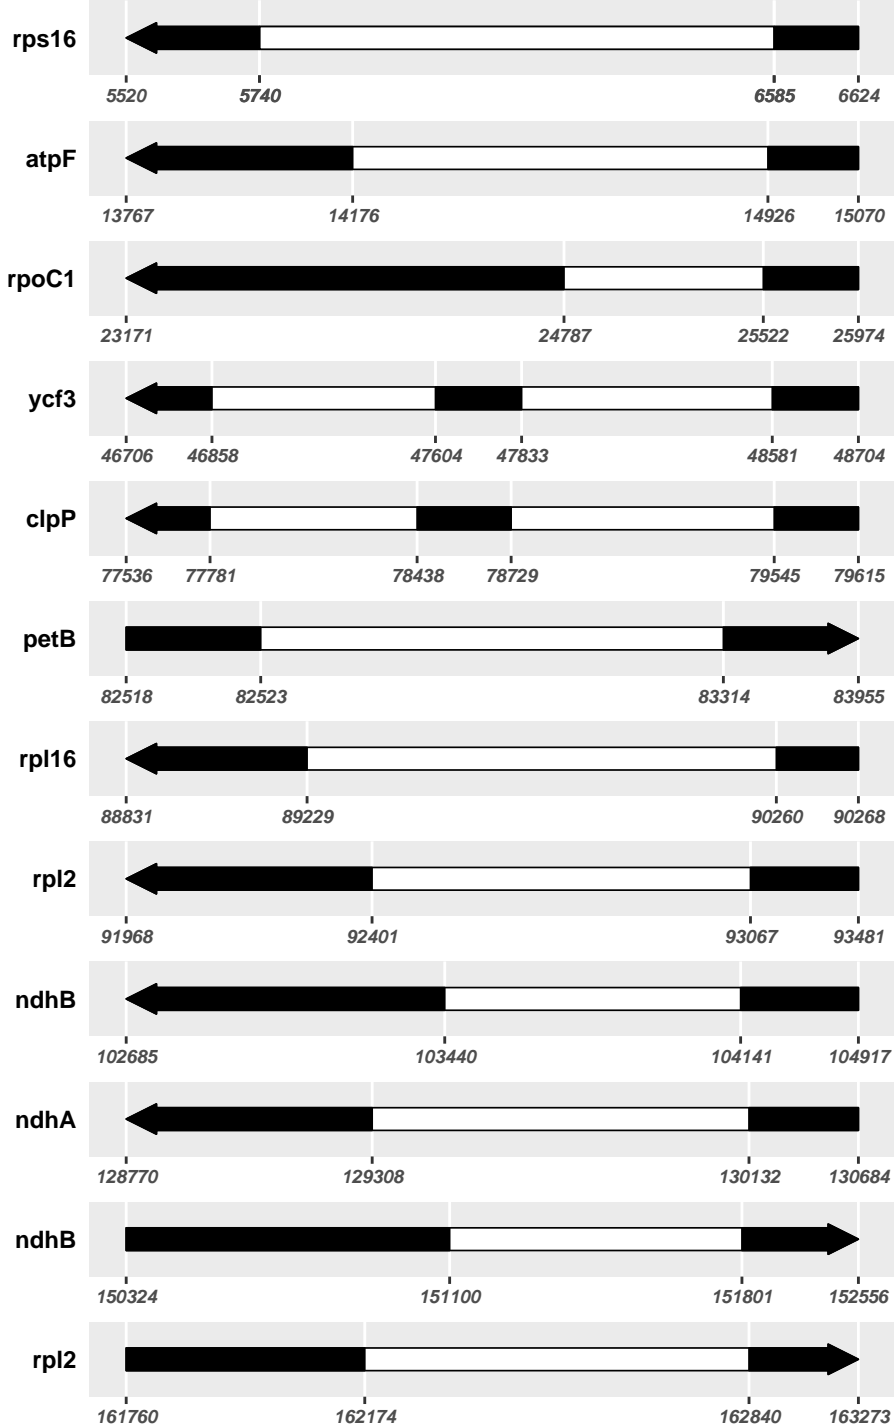 rps16
5520 5740 6585 6624
atpF
13767 14176 14926 15070
rpoC1
23171 24787 25522 25974
ycf3
46706 46858 47604 47833 48581 48704
clpP
77536 77781 78438 78729 79545 79615
petB
82518 82523 83314 83955
rpl16
88831 89229 90260 90268
rpl2
91968 92401 93067 93481
ndhB
102685 103440 104141 104917
ndhA
128770 129308 130132 130684
ndhB
150324 151100 151801 152556
rpl2
161760 162174 162840 163273